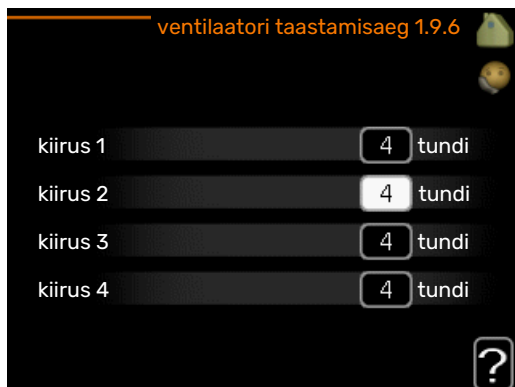 ventilaatori taastamisaeg 1.9.6
kiirus 1 4 tundi
kiirus 2 4 tundi
kiirus 3 4 tundi
kiirus 4 4 tundi
?